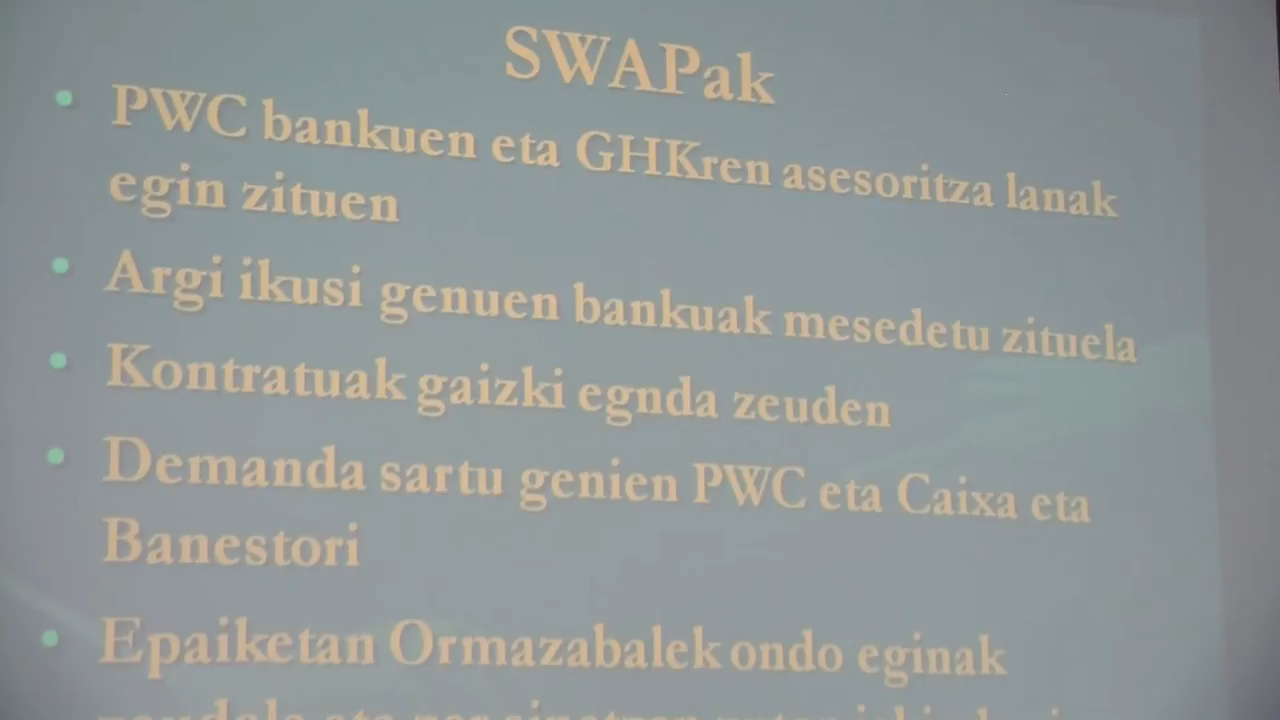 SWAPak
• PWC bankuen eta GHKren asesoritza lanak
egin zituen
• Argi ikusi genuen bankuak mesedetu zituela
• Kontratuak gaizki egnda zeuden
• Demanda sartu genien PWC eta Caixa eta
Banestori
• Epaiketan Ormazabalek ondo eginak